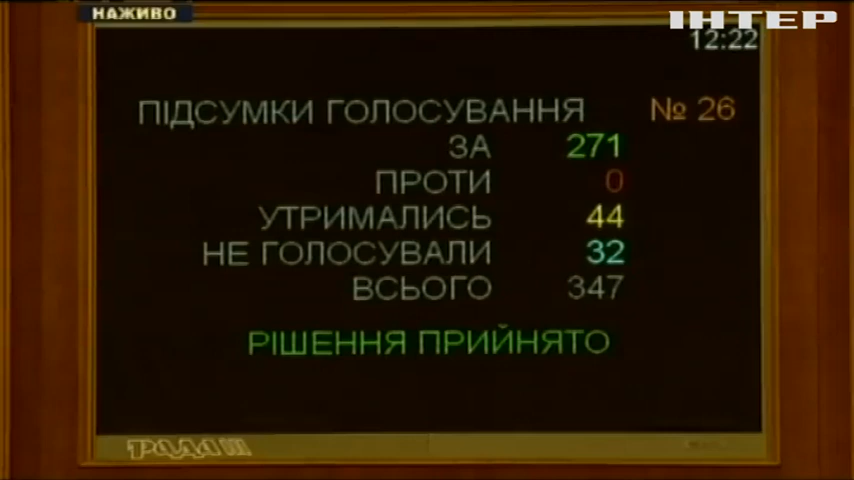 НАЖИВО
ІНТЕР
12:22
ПІДСУМКИ ГОЛОСУВАННЯ № 26
ЗА 271
ПРОТИ 0
УТРИМАЛИСЬ 44
НЕ ГОЛОСУВАЛИ 32
ВСЬОГО 347
РІШЕННЯ ПРИЙНЯТО
РАДА